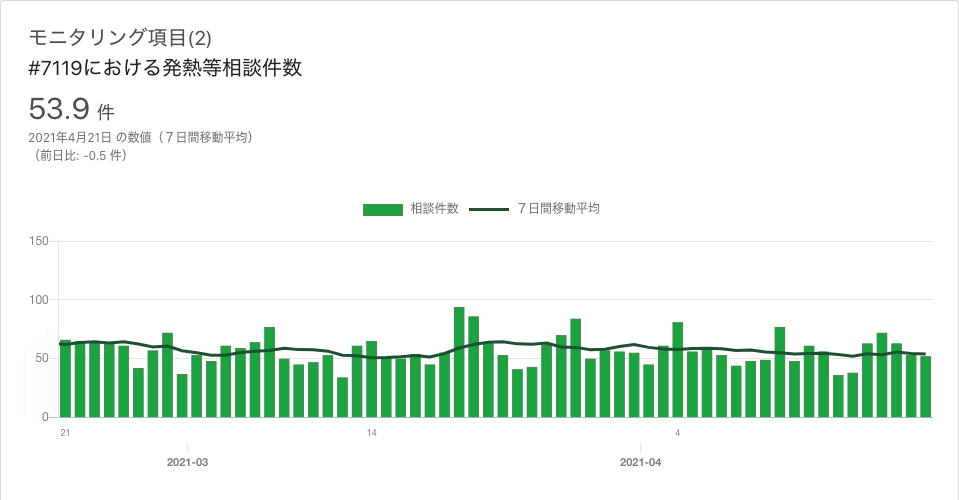 モニタリング項目(2)
#7119における発熱等相談件数
53.9 件
2021年4月21日 の数値（７日間移動平均）
（前日比: -0.5 件）
相談件数 ７日間移動平均
150
100
50
0
21 14 4
2021-03 2021-04